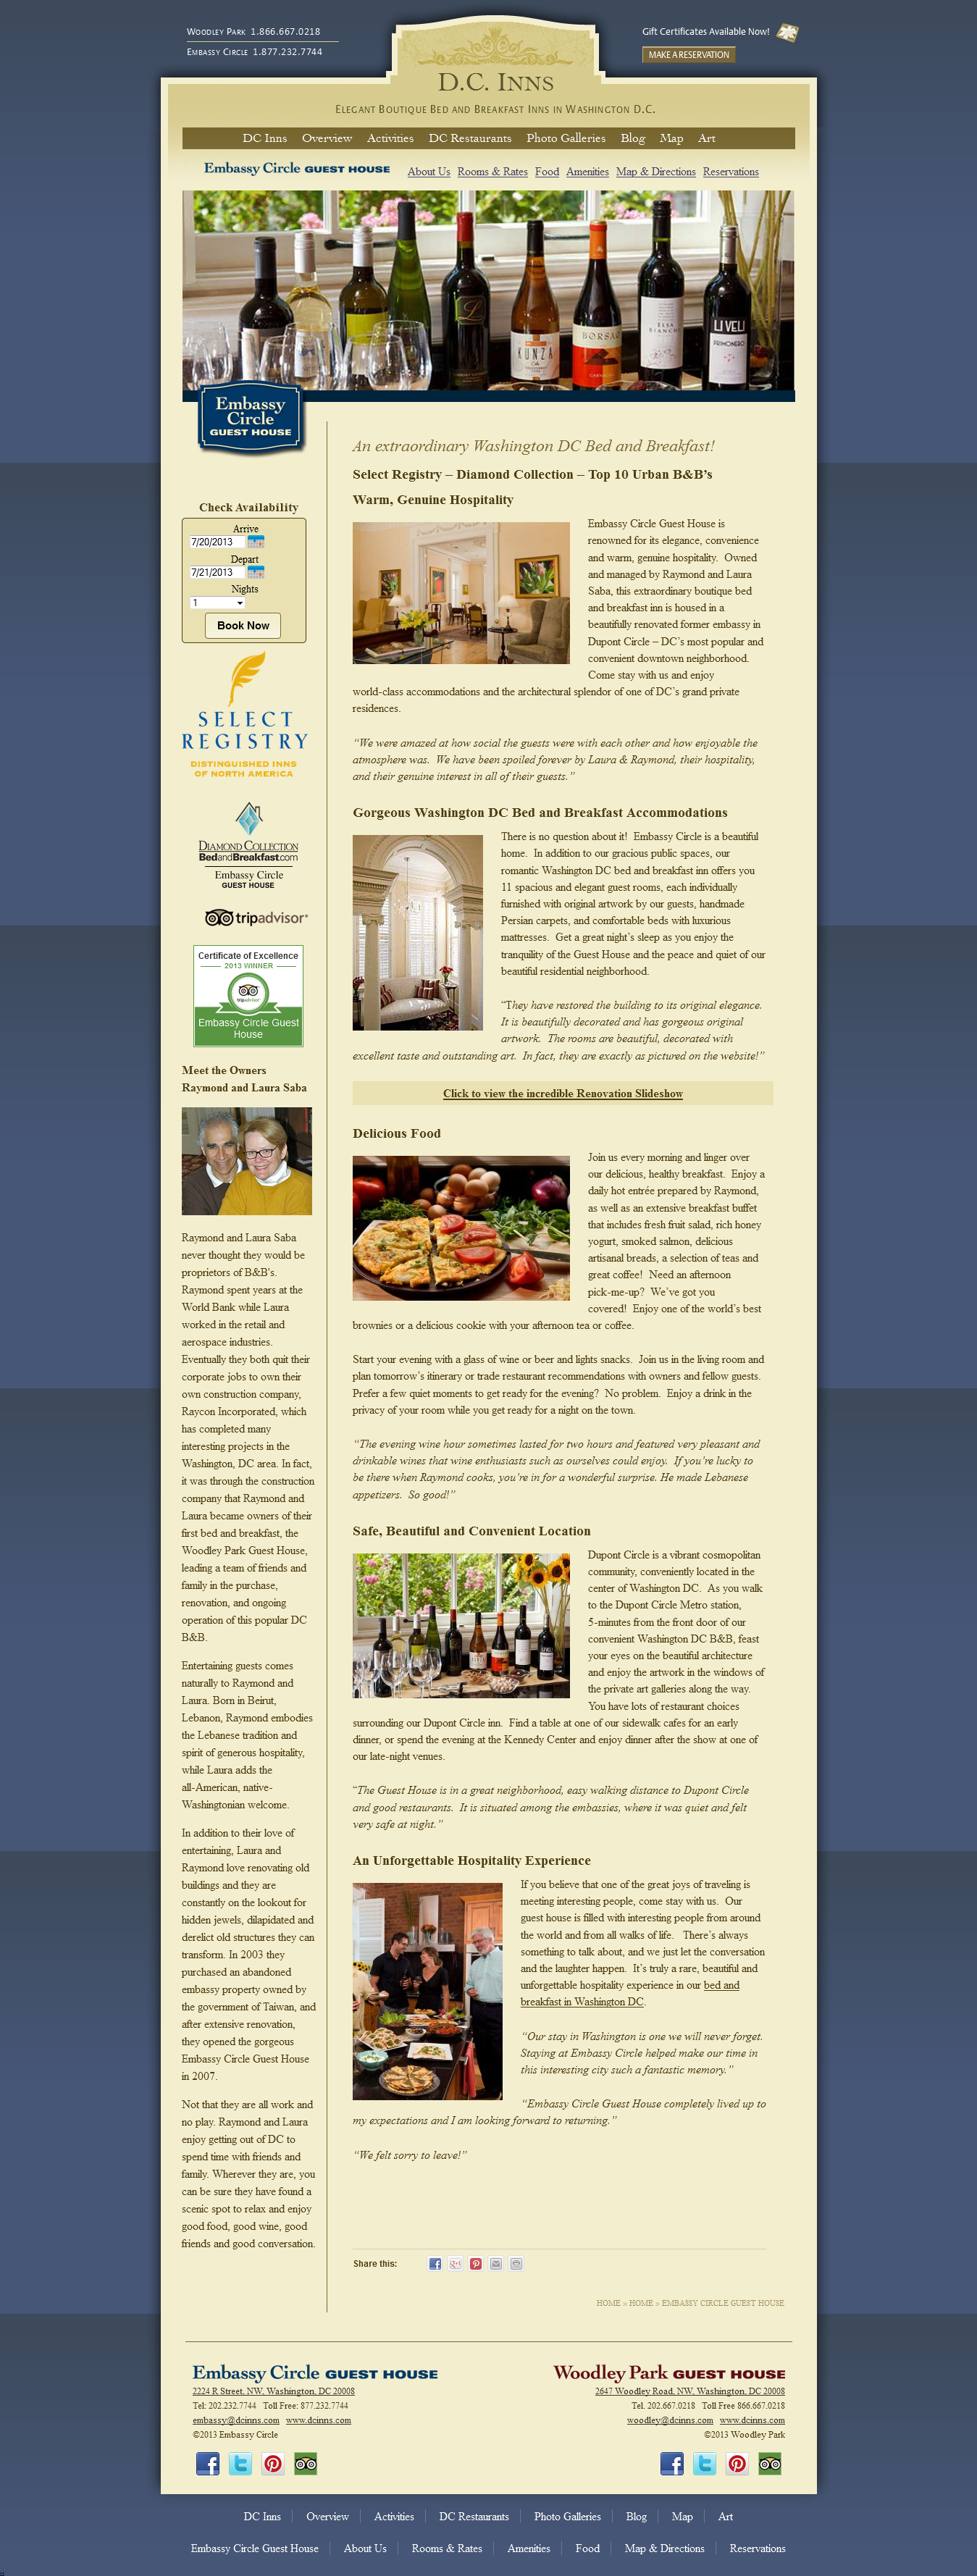 Woodley Park 1.866.667.0218
Embassy Circle 1.877.232.7744
Gift Certificates Available Now!
MAKE A RESERVATION
D.C. Inns
Elegant Boutique Bed and Breakfast Inns in Washington D.C.
DC Inns Overview Activities DC Restaurants Photo Galleries Blog Map Art
Embassy Circle GUEST HOUSE
About Us Rooms & Rates Food Amenities Map & Directions Reservations
L
KUNZA
BORSAO
ELSA
BIANCHI
LI VELI
PRIMONERO
Embassy
Circle
GUEST HOUSE
Check Availability
Arrive
7/20/2013
Depart
7/21/2013
Nights
1
Book Now
SELECT
REGISTRY
DISTINGUISHED INNS
OF NORTH AMERICA
Diamond Collection
BedandBreakfast.com
Embassy Circle
GUEST HOUSE
tripadvisor®
Certificate of Excellence
2013 WINNER
tripadvisor
Embassy Circle Guest
House
Meet the Owners
Raymond and Laura Saba
Raymond and Laura Saba
never thought they would be
proprietors of B&B's.
Raymond spent years at the
World Bank while Laura
worked in the retail and
aerospace industries.
Eventually they both quit their
corporate jobs to own their
own construction company,
Raycon Incorporated, which
has completed many
interesting projects in the
Washington, DC area. In fact,
it was through the construction
company that Raymond and
Laura became owners of their
first bed and breakfast, the
Woodley Park Guest House,
leading a team of friends and
family in the purchase,
renovation, and ongoing
operation of this popular DC
B&B.
Entertaining guests comes
naturally to Raymond and
Laura. Born in Beirut,
Lebanon, Raymond embodies
the Lebanese tradition and
spirit of generous hospitality,
while Laura adds the
all-American, native-
Washingtonian welcome.
In addition to their love of
entertaining, Laura and
Raymond love renovating old
buildings and they are
constantly on the lookout for
hidden jewels, dilapidated and
derelict old structures they can
transform. In 2003 they
purchased an abandoned
embassy property owned by
the government of Taiwan, and
after extensive renovation,
they opened the gorgeous
Embassy Circle Guest House
in 2007.
Not that they are all work and
no play. Raymond and Laura
enjoy getting out of DC to
spend time with friends and
family. Wherever they are, you
can be sure they have found a
scenic spot to relax and enjoy
good food, good wine, good
friends and good conversation.
An extraordinary Washington DC Bed and Breakfast!
Select Registry – Diamond Collection – Top 10 Urban B&B's
Warm, Genuine Hospitality
Embassy Circle Guest House is
renowned for its elegance, convenience
and warm, genuine hospitality. Owned
and managed by Raymond and Laura
Saba, this extraordinary boutique bed
and breakfast inn is housed in a
beautifully renovated former embassy in
Dupont Circle – DC's most popular and
convenient downtown neighborhood.
Come stay with us and enjoy
world-class accommodations and the architectural splendor of one of DC's grand private
residences.
“We were amazed at how social the guests were with each other and how enjoyable the
atmosphere was. We have been spoiled forever by Laura & Raymond, their hospitality,
and their genuine interest in all of their guests.”
Gorgeous Washington DC Bed and Breakfast Accommodations
There is no question about it! Embassy Circle is a beautiful
home. In addition to our gracious public spaces, our
romantic Washington DC bed and breakfast inn offers you
11 spacious and elegant guest rooms, each individually
furnished with original artwork by our guests, handmade
Persian carpets, and comfortable beds with luxurious
mattresses. Get a great night's sleep as you enjoy the
tranquility of the Guest House and the peace and quiet of our
beautiful residential neighborhood.
“They have restored the building to its original elegance.
It is beautifully decorated and has gorgeous original
artwork. The rooms are beautiful, decorated with
excellent taste and outstanding art. In fact, they are exactly as pictured on the website!”
Click to view the incredible Renovation Slideshow
Delicious Food
Join us every morning and linger over
our delicious, healthy breakfast. Enjoy a
daily hot entrée prepared by Raymond,
as well as an extensive breakfast buffet
that includes fresh fruit salad, rich honey
yogurt, smoked salmon, delicious
artisanal breads, a selection of teas and
great coffee! Need an afternoon
pick-me-up? We've got you
covered! Enjoy one of the world's best
brownies or a delicious cookie with your afternoon tea or coffee.
Start your evening with a glass of wine or beer and lights snacks. Join us in the living room and
plan tomorrow's itinerary or trade restaurant recommendations with owners and fellow guests.
Prefer a few quiet moments to get ready for the evening? No problem. Enjoy a drink in the
privacy of your room while you get ready for a night on the town.
“The evening wine hour sometimes lasted for two hours and featured very pleasant and
drinkable wines that wine enthusiasts such as ourselves could enjoy. If you're lucky to
be there when Raymond cooks, you're in for a wonderful surprise. He made Lebanese
appetizers. So good!”
Safe, Beautiful and Convenient Location
Dupont Circle is a vibrant cosmopolitan
community, conveniently located in the
center of Washington DC. As you walk
to the Dupont Circle Metro station,
5-minutes from the front door of our
convenient Washington DC B&B, feast
your eyes on the beautiful architecture
and enjoy the artwork in the windows of
the private art galleries along the way.
You have lots of restaurant choices
surrounding our Dupont Circle inn. Find a table at one of our sidewalk cafes for an early
dinner, or spend the evening at the Kennedy Center and enjoy dinner after the show at one of
our late-night venues.
“The Guest House is in a great neighborhood, easy walking distance to Dupont Circle
and good restaurants. It is situated among the embassies, where it was quiet and felt
very safe at night.”
An Unforgettable Hospitality Experience
If you believe that one of the great joys of traveling is
meeting interesting people, come stay with us. Our
guest house is filled with interesting people from around
the world and from all walks of life. There's always
something to talk about, and we just let the conversation
and the laughter happen. It's truly a rare, beautiful and
unforgettable hospitality experience in our bed and
breakfast in Washington DC.
“Our stay in Washington is one we will never forget.
Staying at Embassy Circle helped make our time in
this interesting city such a fantastic memory.”
“Embassy Circle Guest House completely lived up to
my expectations and I am looking forward to returning.”
“We felt sorry to leave!”
Share this:
HOME » HOME » EMBASSY CIRCLE GUEST HOUSE
Embassy Circle GUEST HOUSE
2224 R Street, NW, Washington, DC 20008
Tel: 202.232.7744 Toll Free: 877.232.7744
embassy@dcinns.com www.dcinns.com
©2013 Embassy Circle
Woodley Park GUEST HOUSE
2647 Woodley Road, NW, Washington, DC 20008
Tel. 202.667.0218 Toll Free 866.667.0218
woodley@dcinns.com www.dcinns.com
©2013 Woodley Park
DC Inns Overview Activities DC Restaurants Photo Galleries Blog Map Art
Embassy Circle Guest House About Us Rooms & Rates Amenities Food Map & Directions Reservations